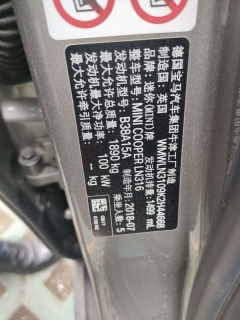 德国宝马汽车集团牛津工厂制造
制造国:英国 WMWLN3109K2H44668
品牌:迷你(MINI)牌
整车型号:MINI COOPER LN316
发动机型号:B38A15A 发动机排量:1499 mL
最大允许总质量:1890 kg 制造年月:2018-07
发动机最大净功率:100 kW 乘坐人数:5
最大允许牵引质量:- kg